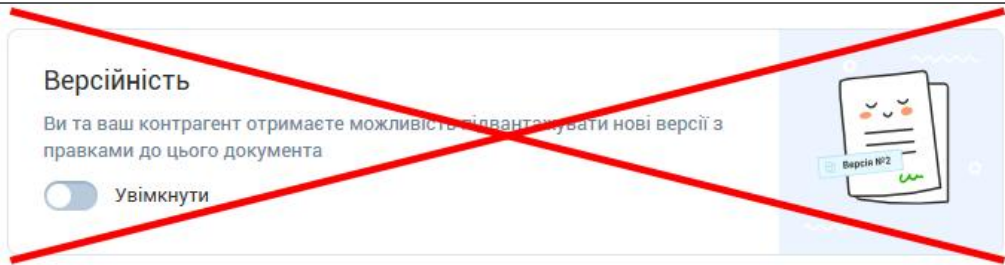 Версійність
Ви та ваш контрагент отримаєте можливість підвантажувати нові версії з
правками до цього документа
Увімкнути
Версія №2